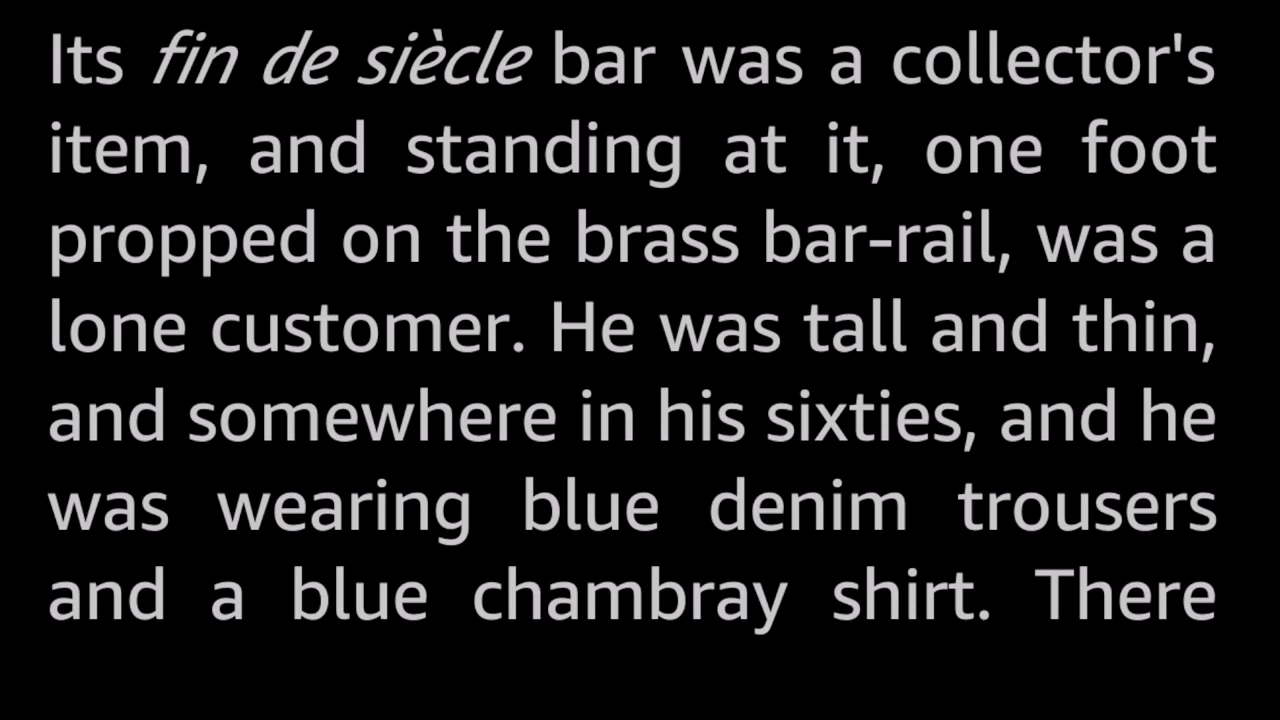 Its fin de siècle bar was a collector's
item, and standing at it, one foot
propped on the brass bar-rail, was a
lone customer. He was tall and thin,
and somewhere in his sixties, and he
was wearing blue denim trousers
and a blue chambray shirt. There